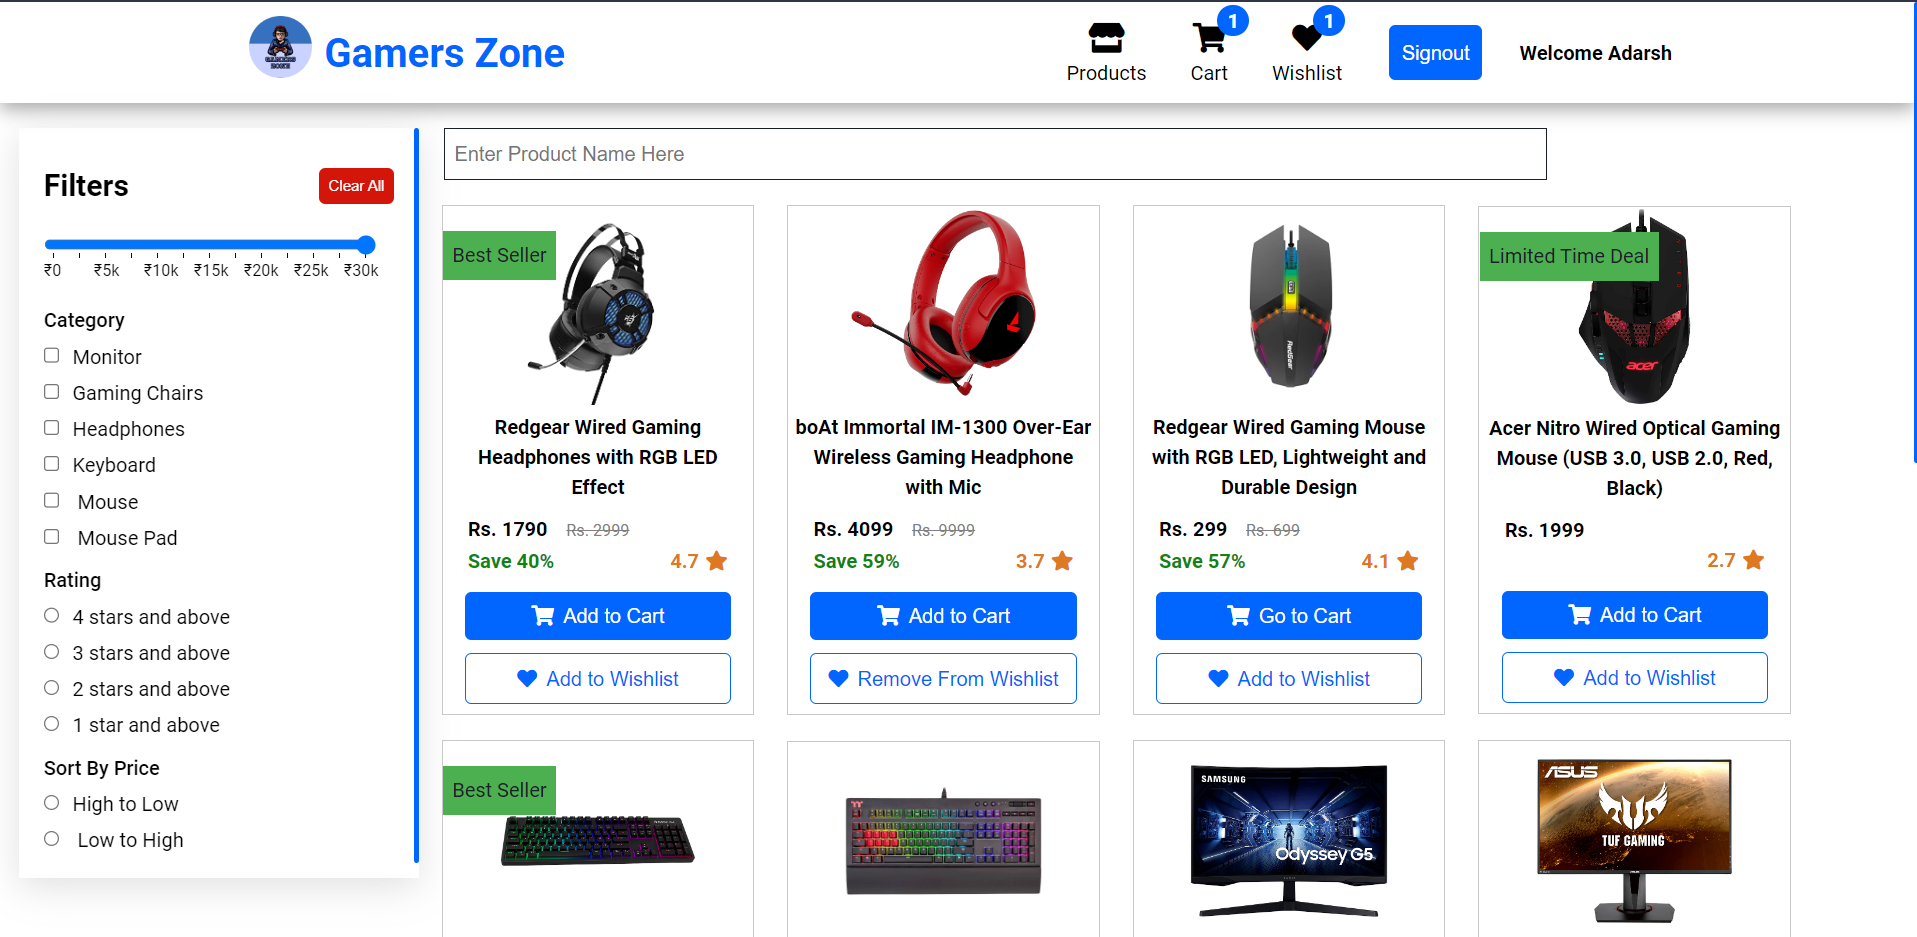 GAMERS
ZONE
Gamers Zone
Products
1
Cart
1
Wishlist
Signout
Welcome Adarsh
Filters
Clear All
₹0 ₹5k ₹10k ₹15k ₹20k ₹25k ₹30k
Category
Monitor
Gaming Chairs
Headphones
Keyboard
Mouse
Mouse Pad
Rating
4 stars and above
3 stars and above
2 stars and above
1 star and above
Sort By Price
High to Low
Low to High
Enter Product Name Here
Best Seller
Redgear Wired Gaming
Headphones with RGB LED
Effect
Rs. 1790 Rs. 2999
Save 40% 4.7
Add to Cart
Add to Wishlist
boAt Immortal IM-1300 Over-Ear
Wireless Gaming Headphone
with Mic
Rs. 4099 Rs. 9999
Save 59% 3.7
Add to Cart
Remove From Wishlist
RedGear
Redgear Wired Gaming Mouse
with RGB LED, Lightweight and
Durable Design
Rs. 299 Rs. 699
Save 57% 4.1
Go to Cart
Add to Wishlist
Limited Time Deal
acer
Acer Nitro Wired Optical Gaming
Mouse (USB 3.0, USB 2.0, Red,
Black)
Rs. 1999
2.7
Add to Cart
Add to Wishlist
Best Seller
SAMSUNG
Odyssey G5
ASUS
TUF GAMING